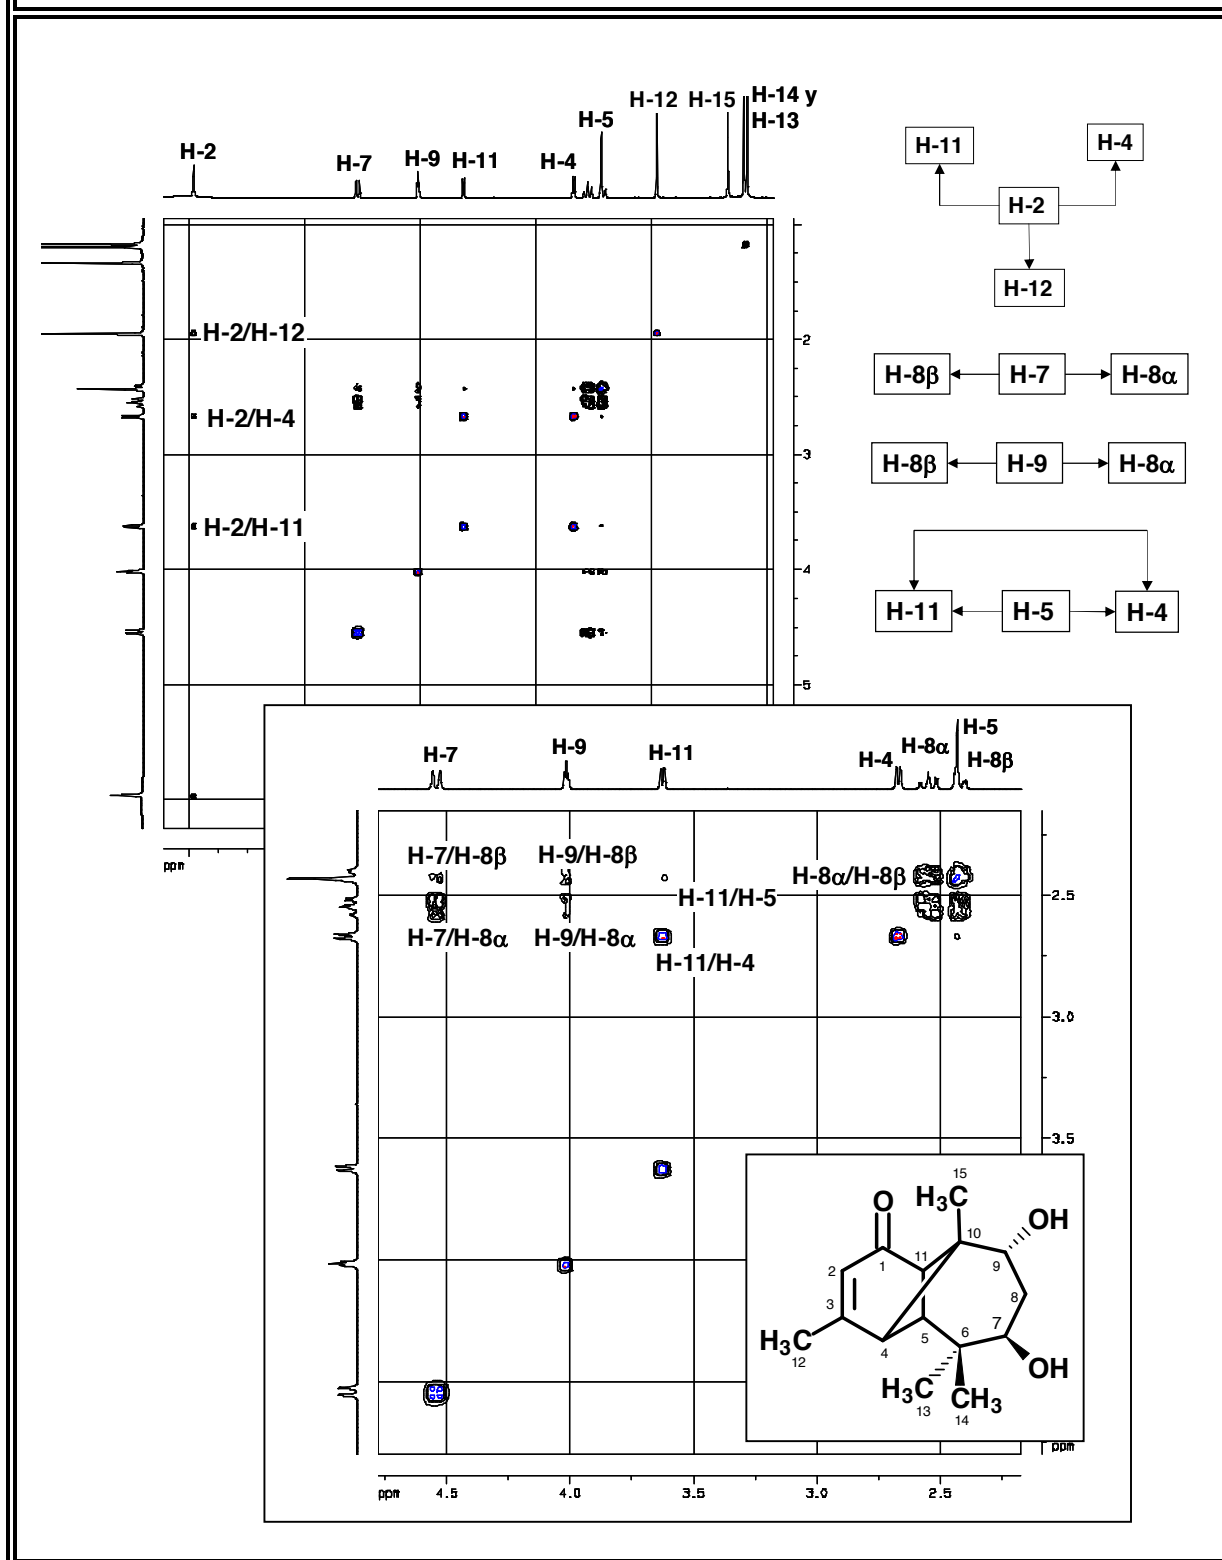 H-2
H-7
H-9
H-11
H-4
H-5
H-12
H-15
H-14 y
H-13
H-2/H-12
H-2/H-4
H-2/H-11
2
3
4
5
ppm
H-11
H-4
H-2
H-12
H-8β
H-7
H-8α
H-8β
H-9
H-8α
H-11
H-5
H-4
H-7
H-9
H-11
H-4
H-8α
H-5
H-8β
H-7/H-8β
H-9/H-8β
H-8α/H-8β
H-11/H-5
H-7/H-8α
H-9/H-8α
H-11/H-4
2.5
3.0
3.5
ppm
ppm
4.5
4.0
3.5
3.0
2.5
15
O
H3C
OH
10
11
1
2
9
8
3
7
5
6
4
H3C
12
OH
H3C
CH3
13
14